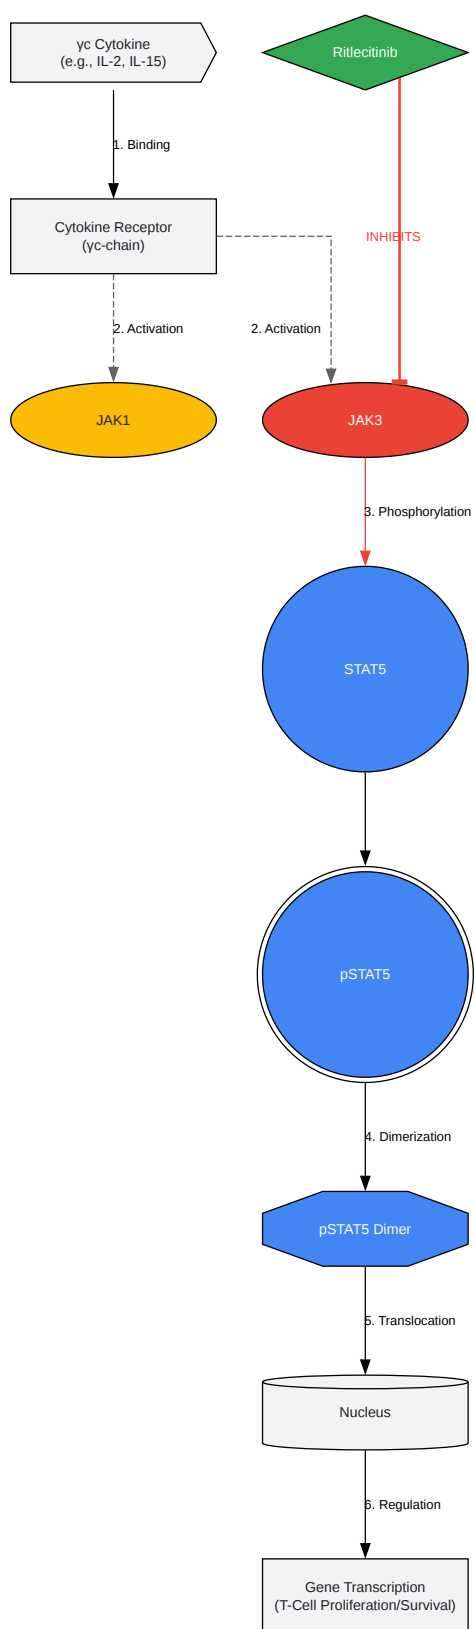 γc Cytokine
(e.g., IL-2, IL-15)
Ritlecitinib
1. Binding
Cytokine Receptor
(γc-chain)
INHIBITS
2. Activation
2. Activation
JAK1
JAK3
3. Phosphorylation
STAT5
pSTAT5
4. Dimerization
pSTAT5 Dimer
5. Translocation
Nucleus
6. Regulation
Gene Transcription
(T-Cell Proliferation/Survival)